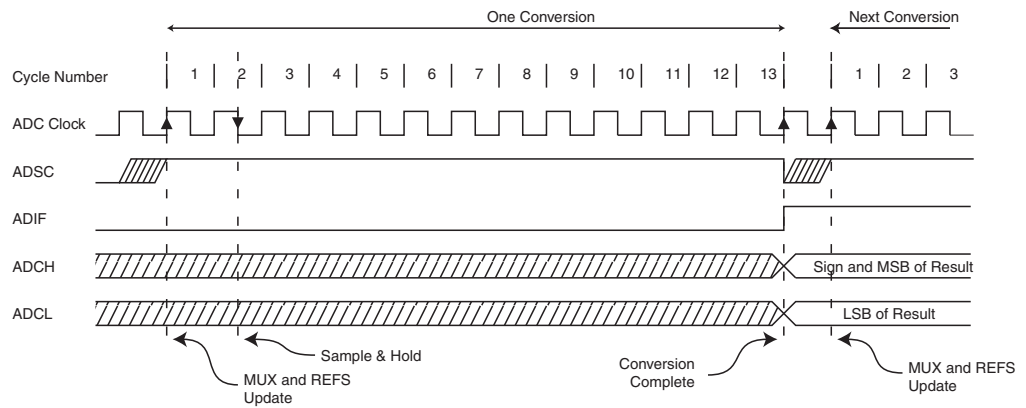 One Conversion
Next Conversion
Cycle Number
1 2 3 4 5 6 7 8 9 10 11 12 13 1 2 3
ADC Clock
ADSC
ADIF
ADCH
Sign and MSB of Result
ADCL
LSB of Result
Sample & Hold
MUX and REFS
Update
Conversion
Complete
MUX and REFS
Update